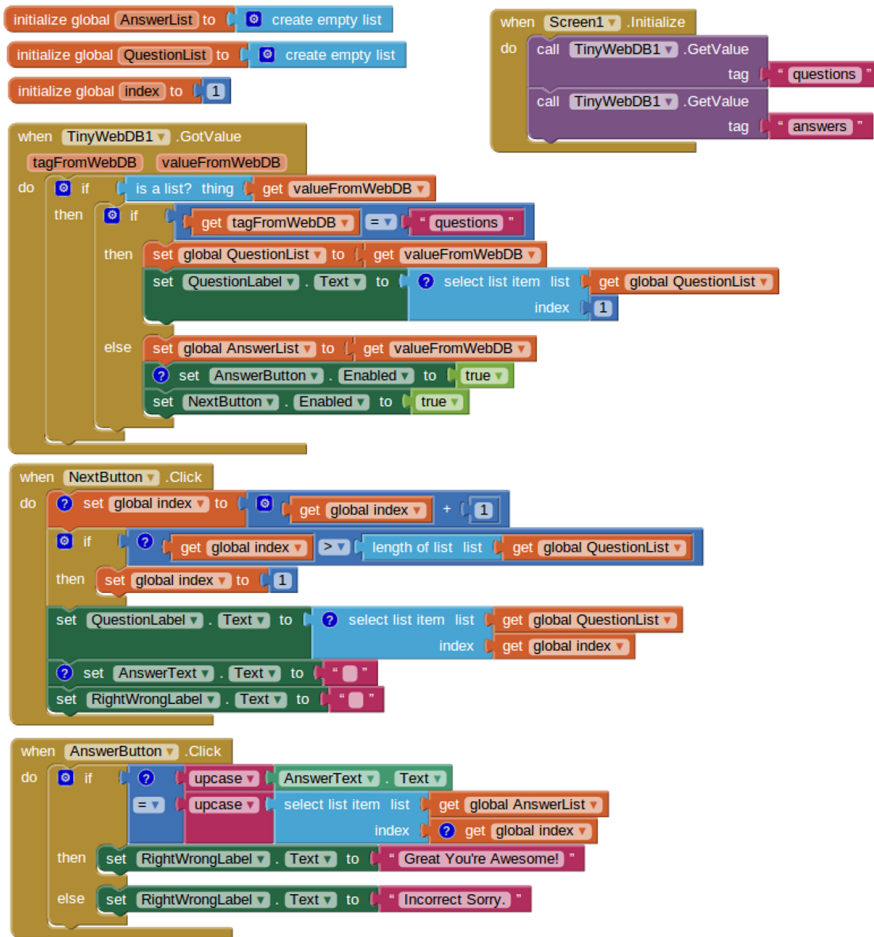 initialize global AnswerList to create empty list
initialize global QuestionList to create empty list
initialize global index to 1
when Screen1 .Initialize
do call TinyWebDB1 .GetValue
tag " questions "
call TinyWebDB1 .GetValue
tag " answers "
when TinyWebDB1 .GotValue
tagFromWebDB valueFromWebDB
do if is a list? thing get valueFromWebDB
then if get tagFromWebDB = " questions "
then set global QuestionList to get valueFromWebDB
set QuestionLabel . Text to ? select list item list get global QuestionList
index 1
else set global AnswerList to get valueFromWebDB
? set AnswerButton . Enabled to true
set NextButton . Enabled to true
when NextButton .Click
do ? set global index to get global index + 1
if ? get global index > length of list list get global QuestionList
then set global index to 1
set QuestionLabel . Text to ? select list item list get global QuestionList
index get global index
? set AnswerText . Text to " "
set RightWrongLabel . Text to " "
when AnswerButton .Click
do if ? upcase AnswerText . Text
= upcase select list item list get global AnswerList
index ? get global index
then set RightWrongLabel . Text to " Great You're Awesome! "
else set RightWrongLabel . Text to " Incorrect Sorry. "